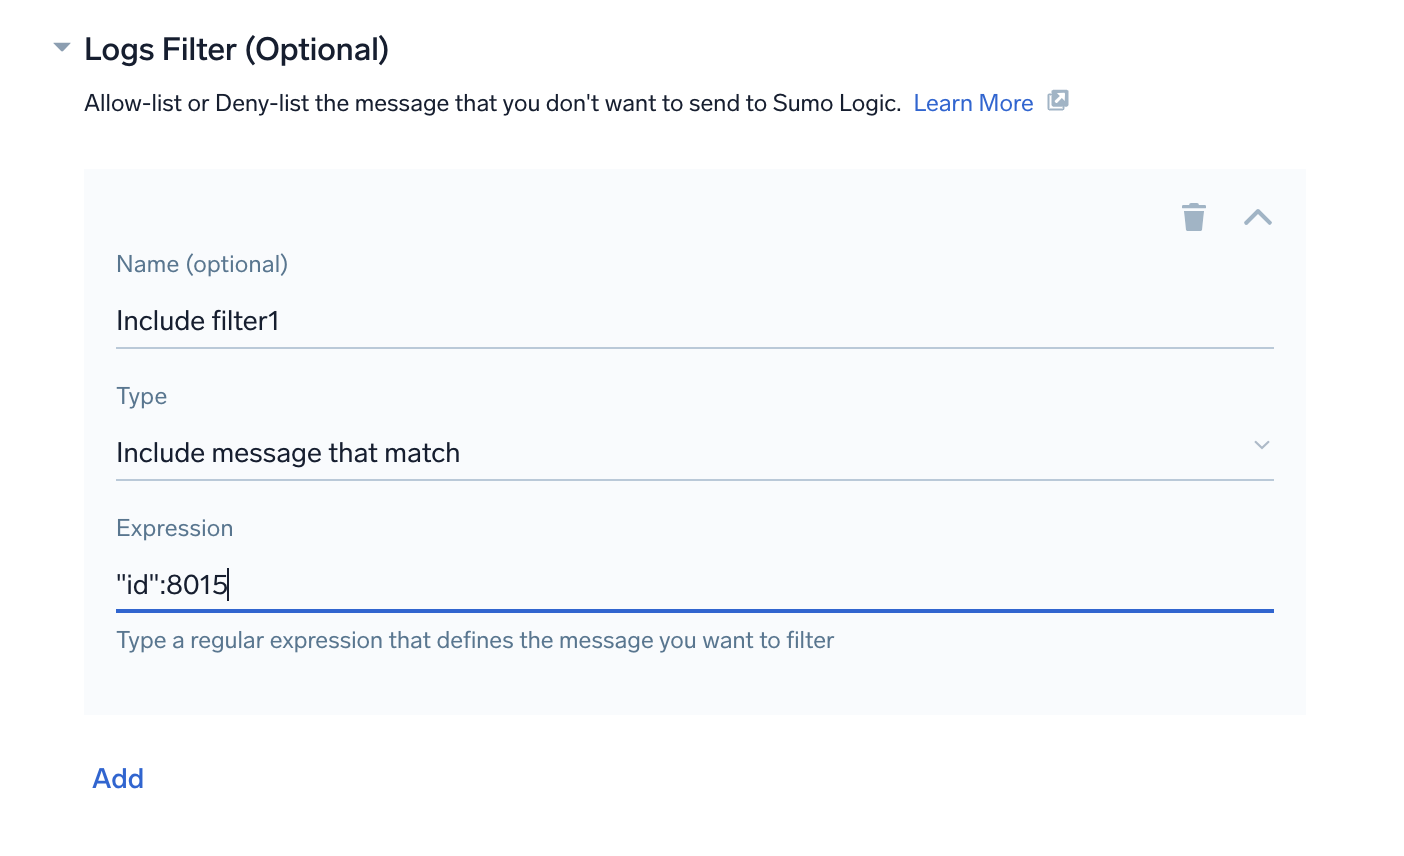 Logs Filter (Optional)
Allow-list or Deny-list the message that you don't want to send to Sumo Logic. Learn More
Name (optional)
Include filter1
Type
Include message that match
Expression
"id":8015
Type a regular expression that defines the message you want to filter
Add